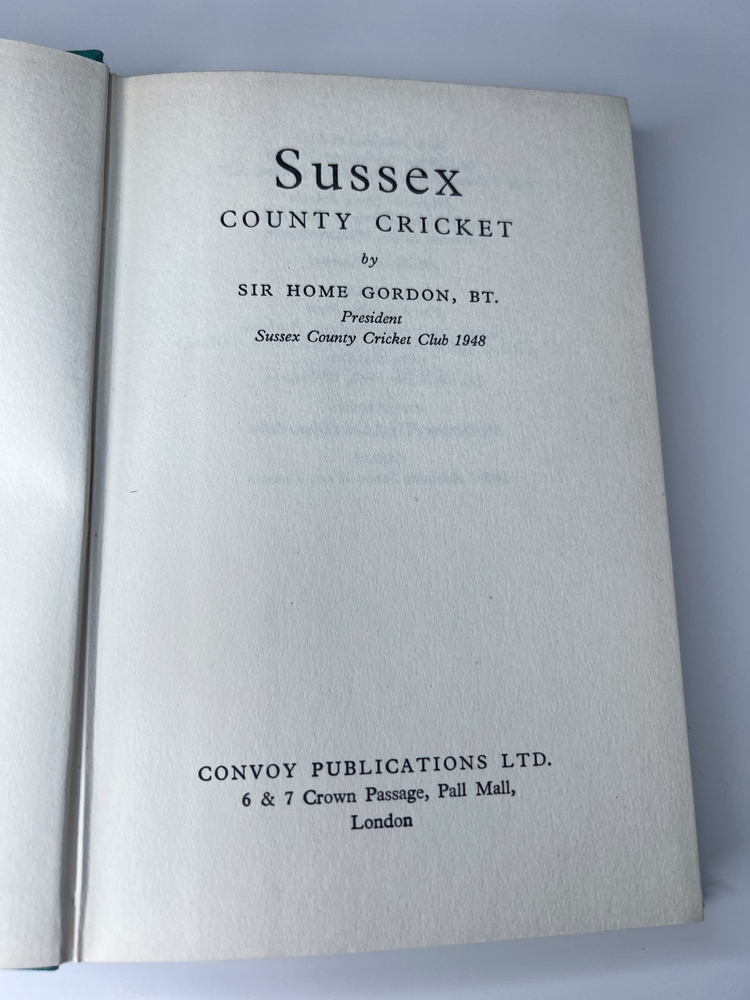 Sussex
COUNTY CRICKET
by
SIR HOME GORDON, BT.
President
Sussex County Cricket Club 1948
CONVOY PUBLICATIONS LTD.
6 & 7 Crown Passage, Pall Mall,
London